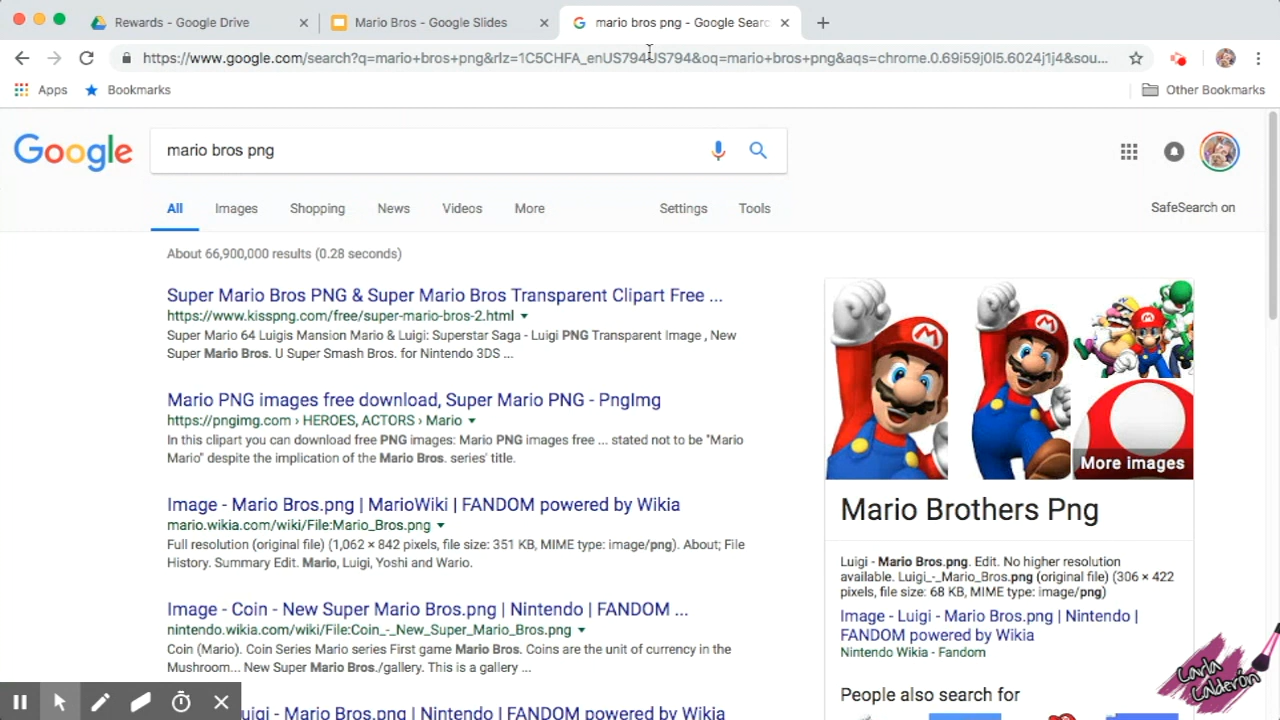 Rewards - Google Drive
Mario Bros - Google Slides
mario bros png - Google Searc
https://www.google.com/search?q=mario+bros+png&rlz=1C5CHFA_enUS794US794&oq=mario+bros+png&aqs=chrome.0.69i59j0l5.6024j1j4&sou...
Apps
Bookmarks
Other Bookmarks
Google
mario bros png
All
Images
Shopping
News
Videos
More
Settings
Tools
SafeSearch on
About 66,900,000 results (0.28 seconds)
Super Mario Bros PNG & Super Mario Bros Transparent Clipart Free ...
https://www.kisspng.com/free/super-mario-bros-2.html
Super Mario 64 Luigis Mansion Mario & Luigi: Superstar Saga - Luigi PNG Transparent Image , New
Super Mario Bros. U Super Smash Bros. for Nintendo 3DS ...
Mario PNG images free download, Super Mario PNG - PngImg
https://pngimg.com › HEROES, ACTORS › Mario
In this clipart you can download free PNG images: Mario PNG images free ... stated not to be "Mario
Mario" despite the implication of the Mario Bros. series' title.
Image - Mario Bros.png | MarioWiki | FANDOM powered by Wikia
mario.wikia.com/wiki/File:Mario_Bros.png
Full resolution (original file) (1,062 × 842 pixels, file size: 351 KB, MIME type: image/png). About; File
History. Summary Edit. Mario, Luigi, Yoshi and Wario.
Image - Coin - New Super Mario Bros.png | Nintendo | FANDOM ...
nintendo.wikia.com/wiki/File:Coin_-_New_Super_Mario_Bros.png
Coin (Mario). Coin Series Mario series First game Mario Bros. Coins are the unit of currency in the
Mushroom... New Super Mario Bros./gallery. This is a gallery ...
uigi - Mario Bros.png | Nintendo | FANDOM powered by Wikia
More images
Mario Brothers Png
Luigi - Mario Bros.png. Edit. No higher resolution
available. Luigi_-_Mario_Bros.png (original file) (306 × 422
pixels, file size: 68 KB, MIME type: image/png)
Image - Luigi - Mario Bros.png | Nintendo |
FANDOM powered by Wikia
Nintendo Wikia - Fandom
People also search for
Carla
Calderón